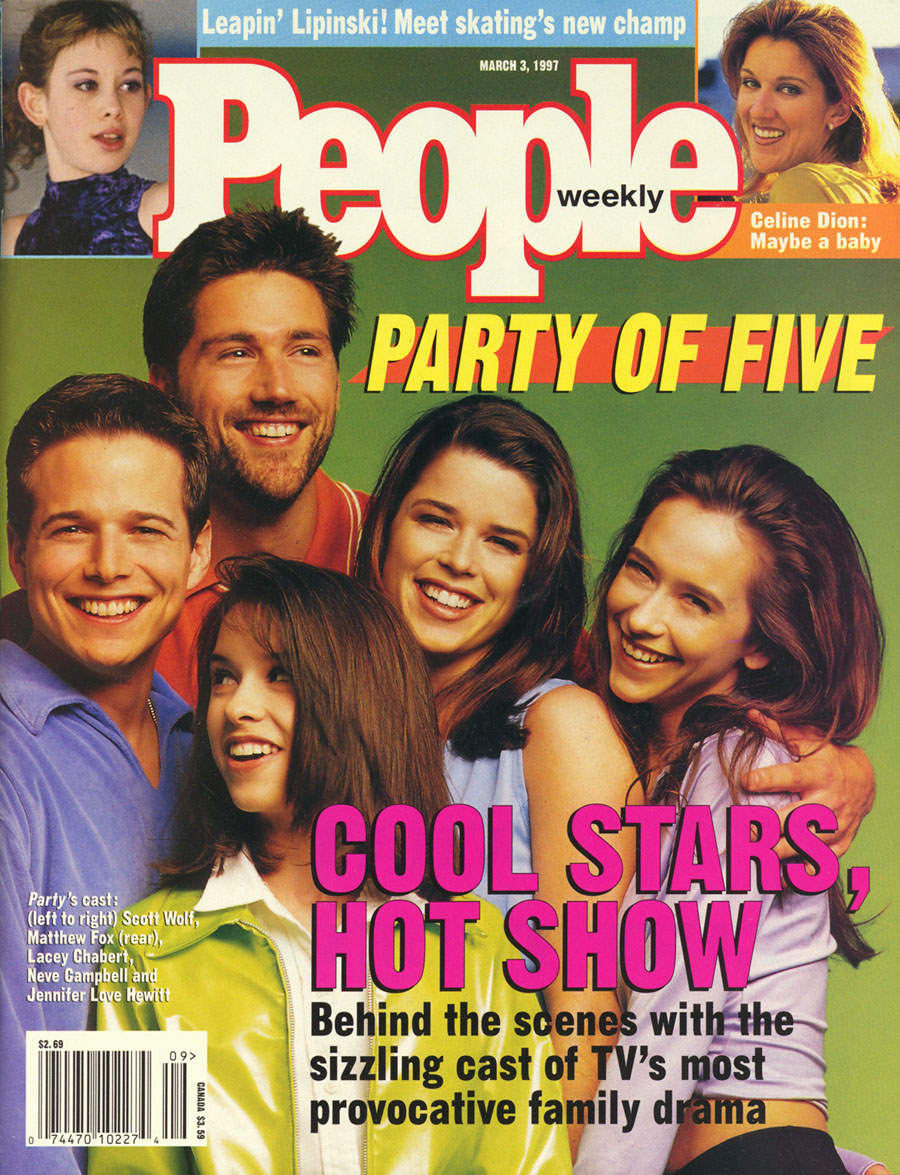 Leapin' Lipinski! Meet skating's new champ
MARCH 3, 1997
People
weekly
Celine Dion:
Maybe a baby
PARTY OF FIVE
COOL STARS,
HOT SHOW
Behind the scenes with the
sizzling cast of TV's most
provocative family drama
Party's cast:
(left to right) Scott Wolf,
Matthew Fox (rear),
Lacey Chabert,
Neve Campbell and
Jennifer Love Hewitt
$2.69
09>
CANADA $3.59
0 74470 10227 4